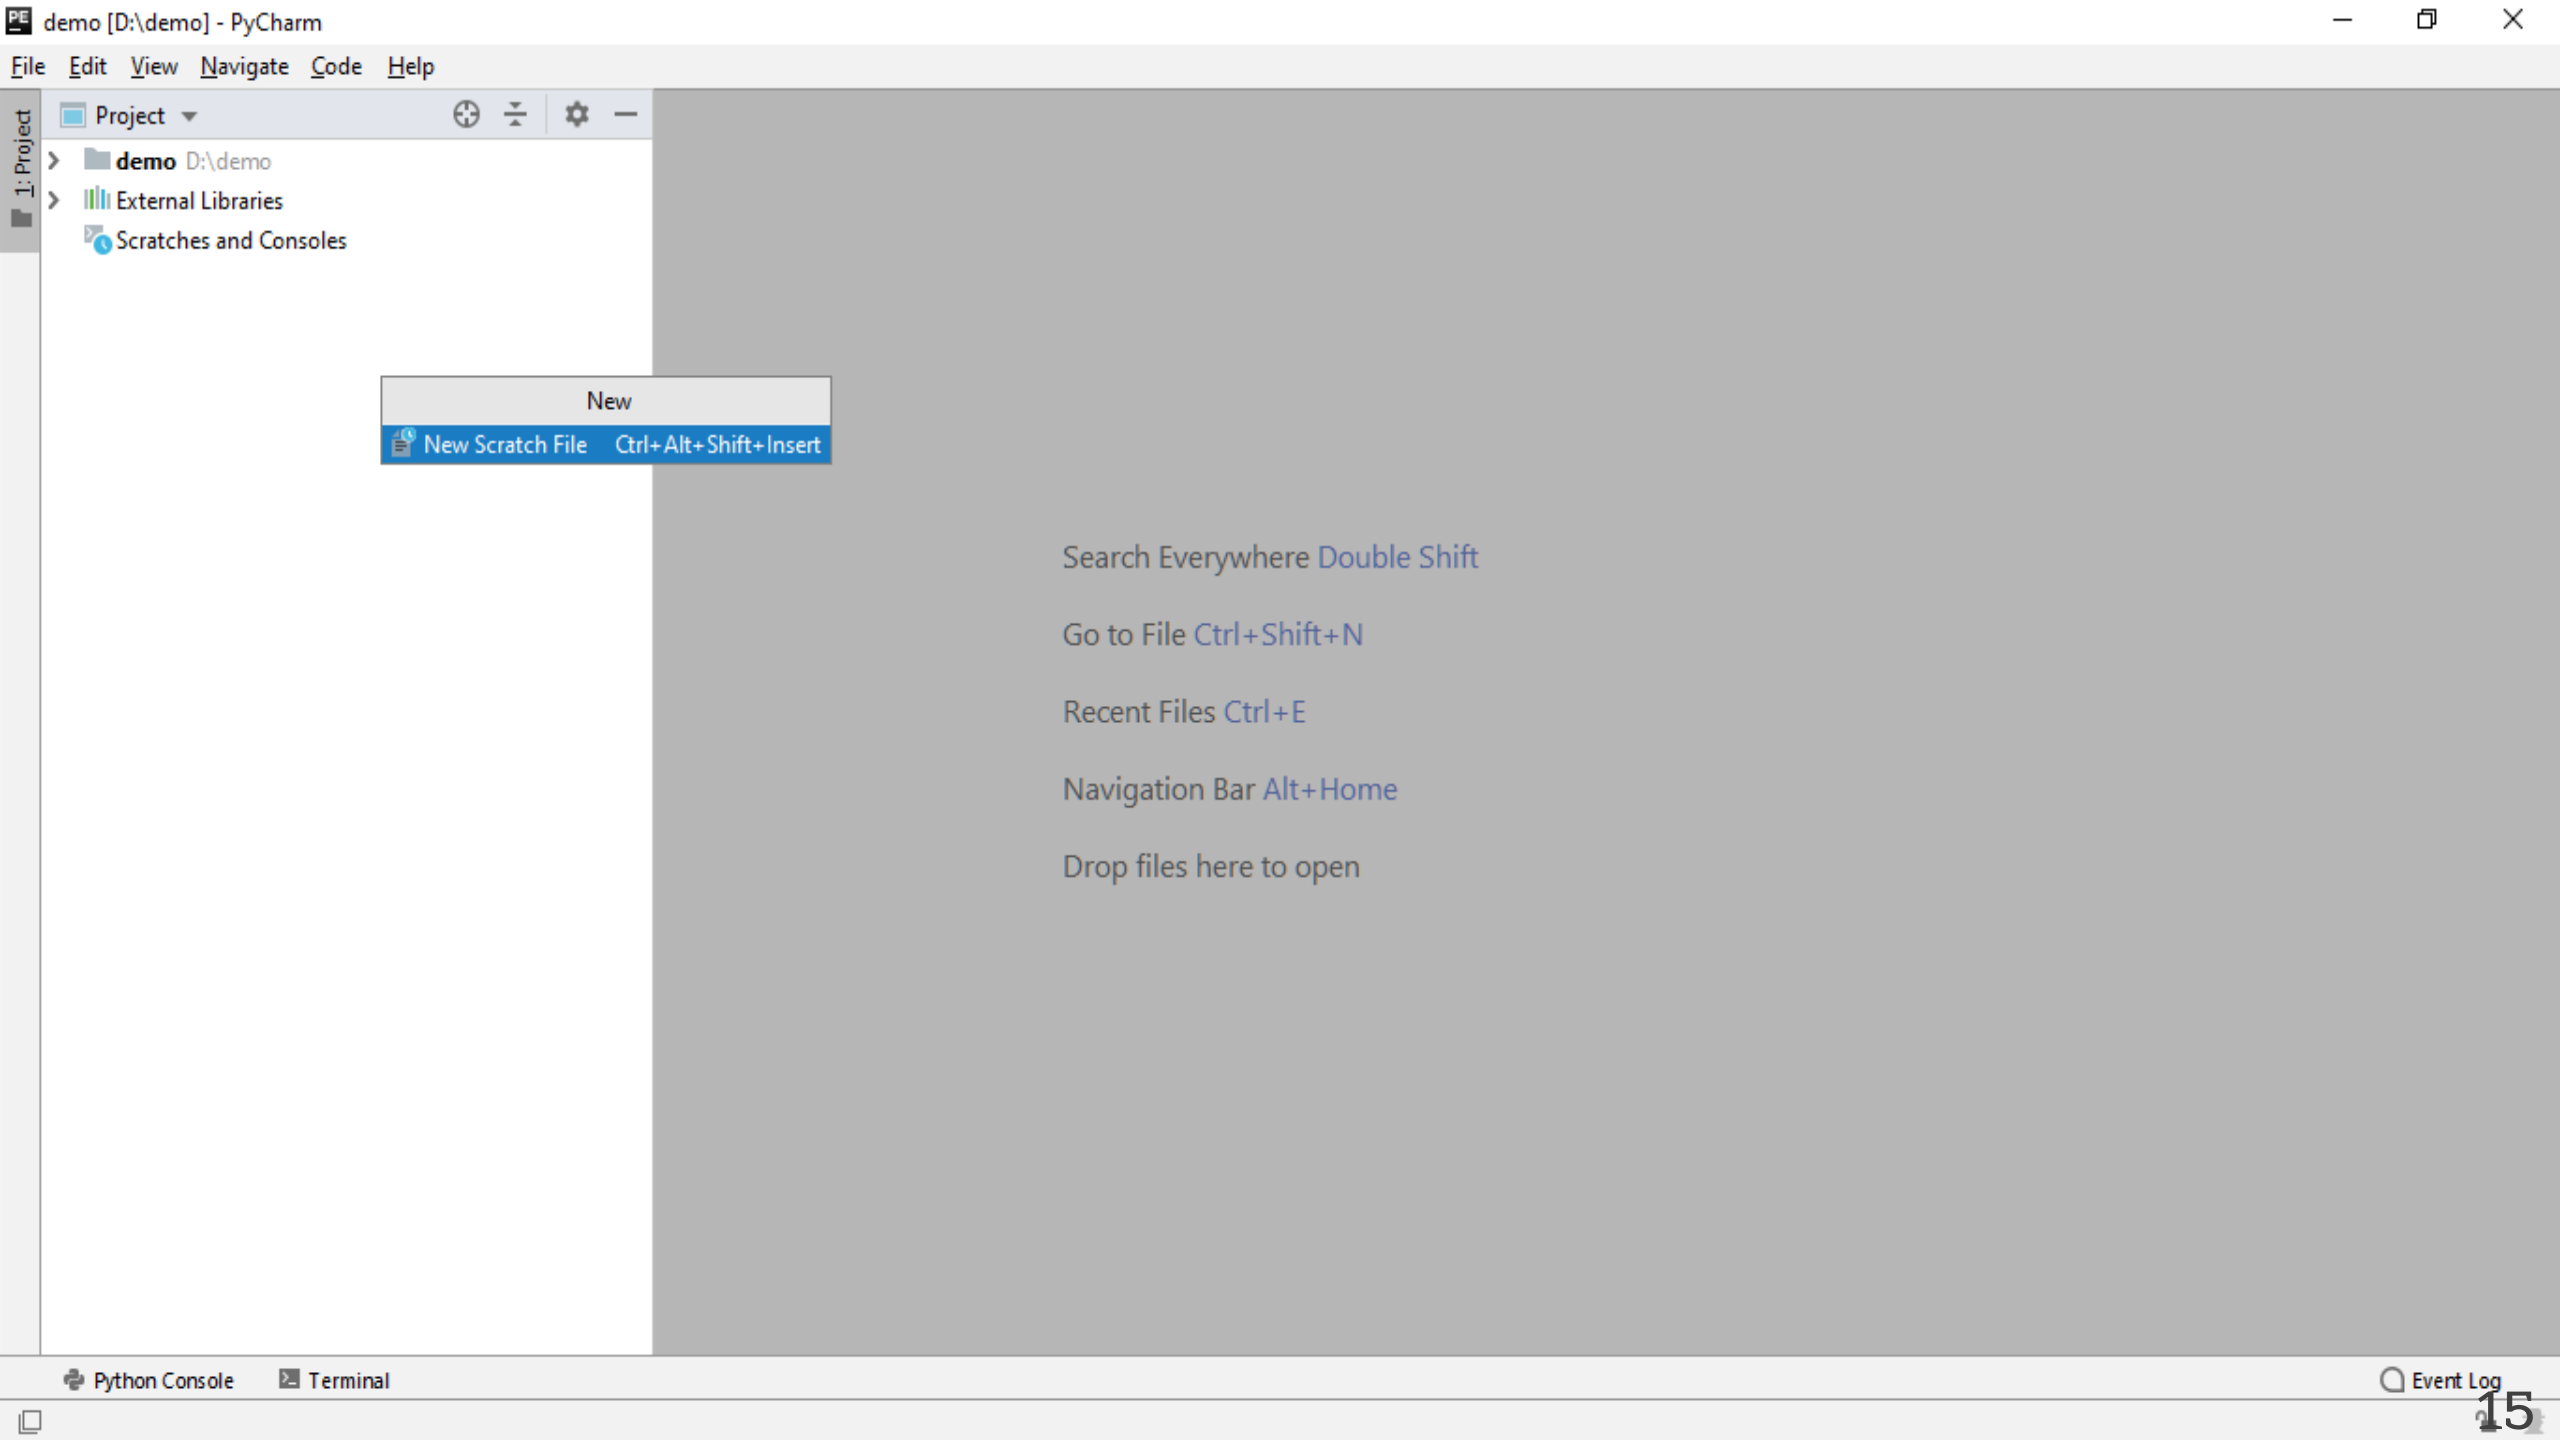 PE demo [D:\demo] - PyCharm
File Edit View Navigate Code Help
1: Project
Project
demo D:\demo
External Libraries
Scratches and Consoles
New
New Scratch File Ctrl+Alt+Shift+Insert
Search Everywhere Double Shift
Go to File Ctrl+Shift+N
Recent Files Ctrl+E
Navigation Bar Alt+Home
Drop files here to open
Python Console Terminal Event Log
15